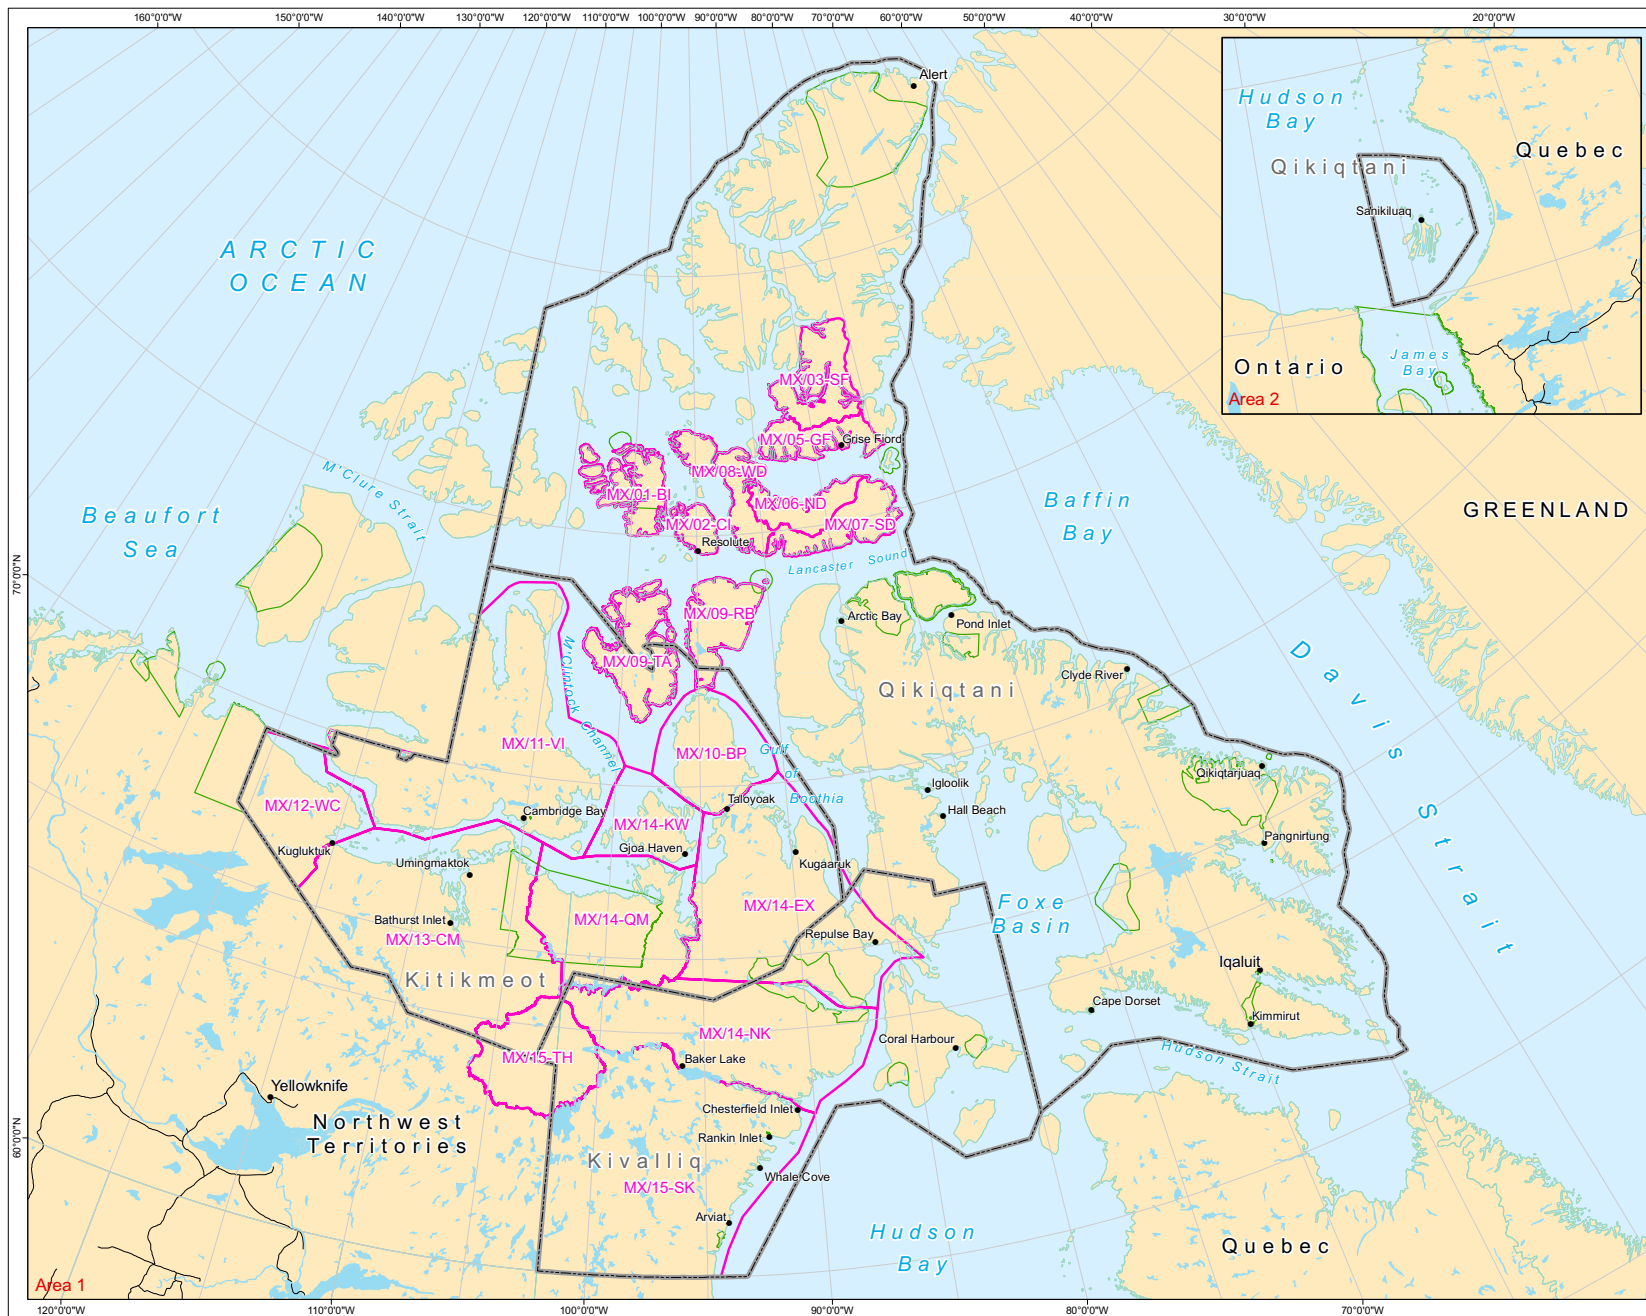 160°0'0"W
150°0'0"W
140°0'0"W
130°0'0"W
120°0'0"W
110°0'0"W
100°0'0"W
90°0'0"W
80°0'0"W
70°0'0"W
60°0'0"W
50°0'0"W
40°0'0"W
30°0'0"W
20°0'0"W
Alert
ARCTIC
OCEAN
Hudson
Bay
Qikiqtani
Quebec
Sanikiluaq
James
Bay
Ontario
Area 2
MX/03-SF
MX/05-GF
Grise Fiord
MX/08-WD
MX/01-BI
MX/06-ND
MX/02-CI
MX/07-SD
Resolute
M'Clure Strait
Beaufort
Sea
Baffin
Bay
GREENLAND
Lancaster Sound
70°0'0"N
MX/09-RB
Arctic Bay
Pond Inlet
MX/09-TA
M'Clintock Channel
Clyde River
Qikiqtani
Davis Strait
MX/11-VI
MX/10-BP
Gulf
of
Boothia
Qikiqtarjuaq
Igloolik
Hall Beach
MX/12-WC
Cambridge Bay
Taloyoak
MX/14-KW
Kugluktuk
Gjoa Haven
Umingmaktok
Kugaaruk
Pangnirtung
Bathurst Inlet
MX/13-CM
MX/14-QM
MX/14-EX
Repulse Bay
Foxe
Basin
Iqaluit
Kitikmeot
Cape Dorset
Kimmirut
MX/14-NK
Coral Harbour
Hudson Strait
MX/15-TH
Baker Lake
Yellowknife
Northwest
Territories
Chesterfield Inlet
Rankin Inlet
60°0'0"N
Kivalliq
MX/15-SK
Whale Cove
Arviat
Hudson
Bay
Quebec
Area 1
120°0'0"W
110°0'0"W
100°0'0"W
90°0'0"W
80°0'0"W
70°0'0"W